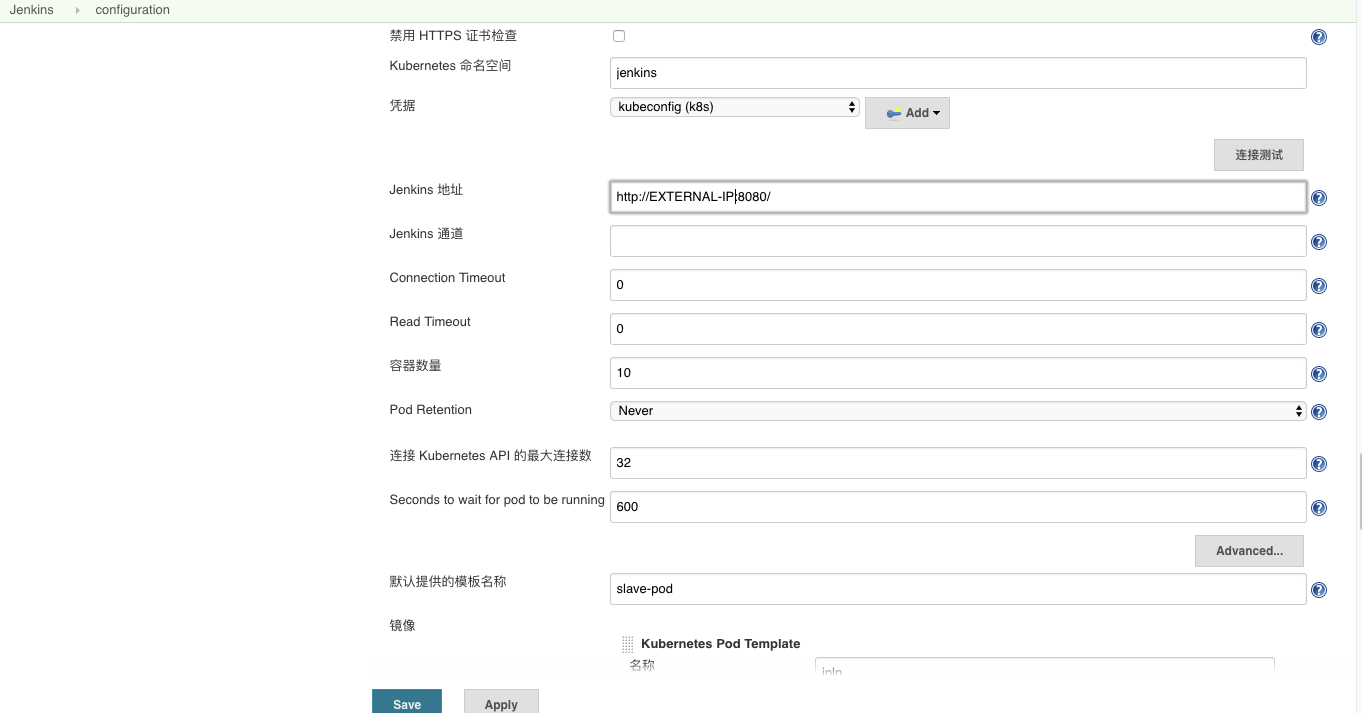 Jenkins configuration
禁用 HTTPS 证书检查
Kubernetes 命名空间 jenkins
凭据 kubeconfig (k8s) Add
连接测试
Jenkins 地址 http://EXTERNAL-IP:8080/
Jenkins 通道
Connection Timeout 0
Read Timeout 0
容器数量 10
Pod Retention Never
连接 Kubernetes API 的最大连接数 32
Seconds to wait for pod to be running 600
Advanced...
默认提供的模板名称 slave-pod
镜像
Kubernetes Pod Template
名称 jnlp
Save Apply